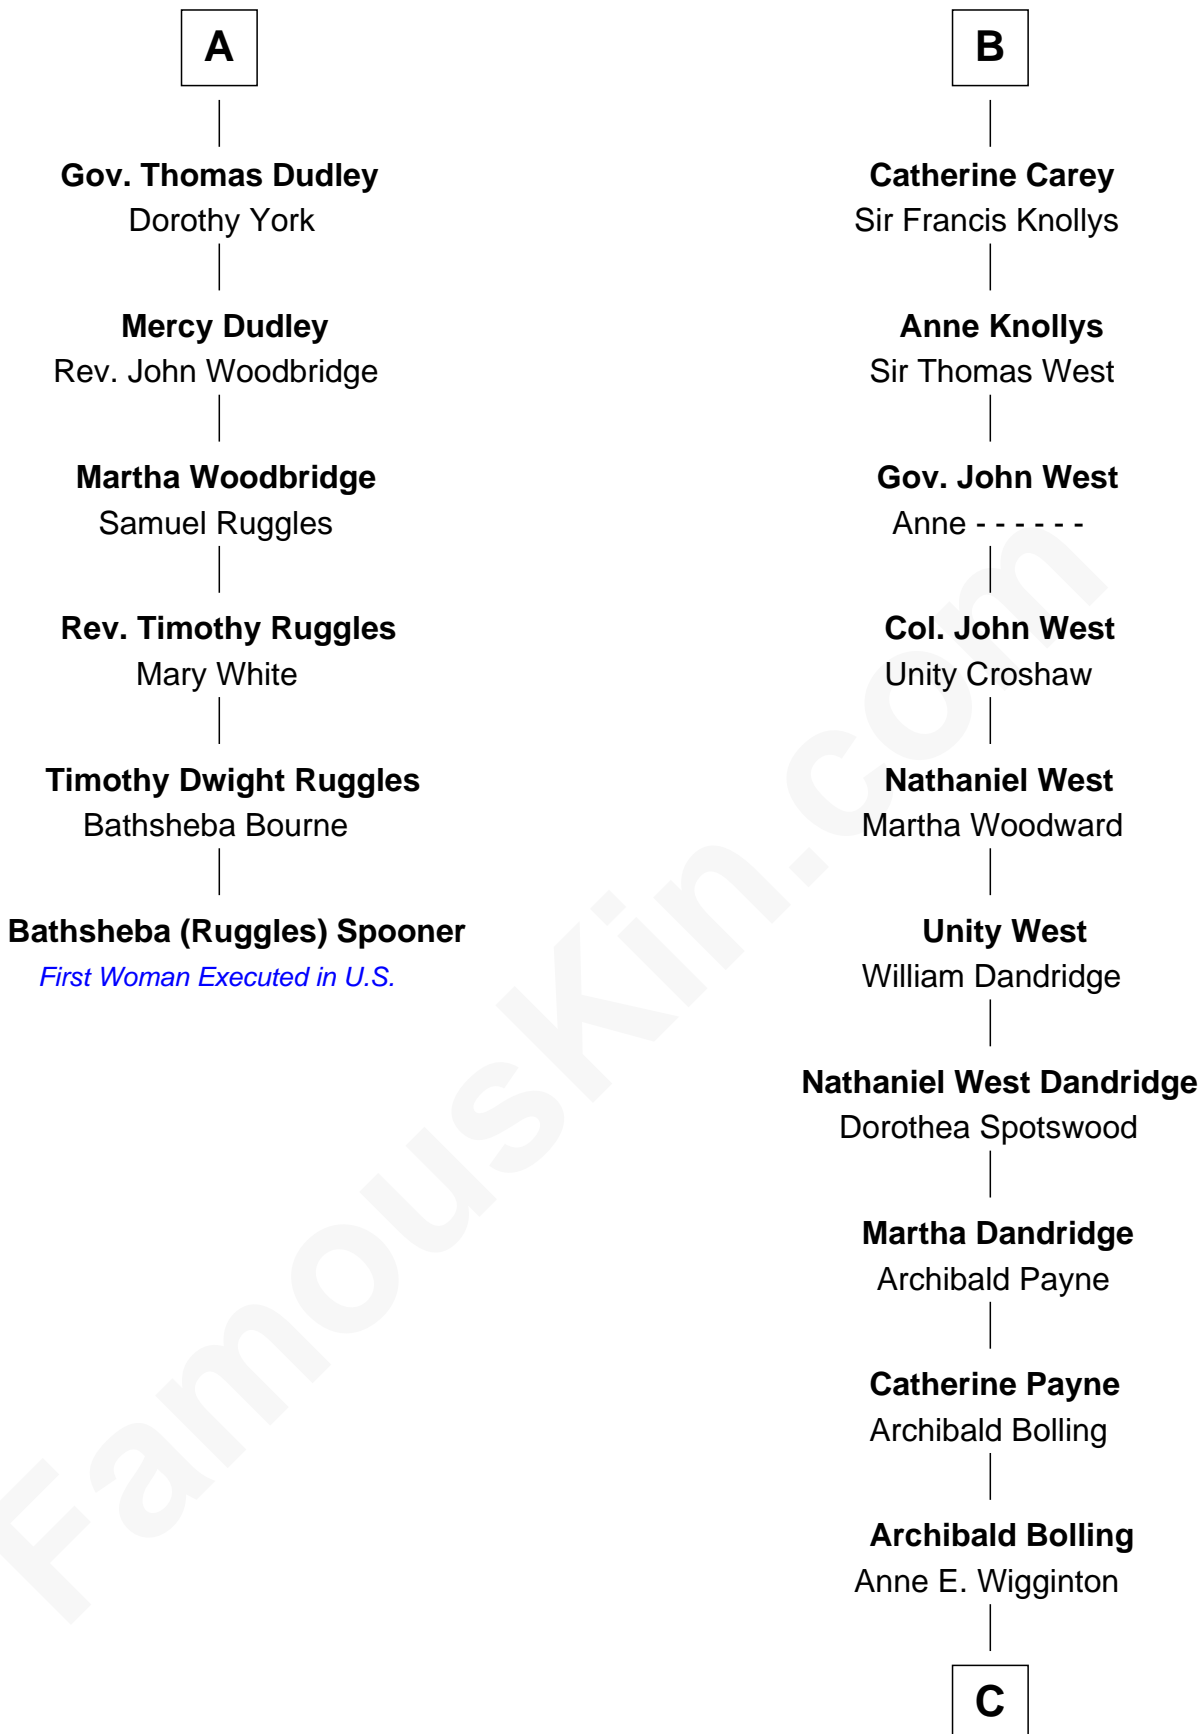 A
Gov. Thomas Dudley
Dorothy York
Mercy Dudley
Rev. John Woodbridge
Martha Woodbridge
Samuel Ruggles
Rev. Timothy Ruggles
Mary White
Timothy Dwight Ruggles
Bathsheba Bourne
Bathsheba (Ruggles) Spooner
First Woman Executed in U.S.
B
Catherine Carey
Sir Francis Knollys
Anne Knollys
Sir Thomas West
Gov. John West
Anne - - - - - -
Col. John West
Unity Croshaw
Nathaniel West
Martha Woodward
Unity West
William Dandridge
Nathaniel West Dandridge
Dorothea Spotswood
Martha Dandridge
Archibald Payne
Catherine Payne
Archibald Bolling
Archibald Bolling
Anne E. Wigginton
C
FamousKin.com